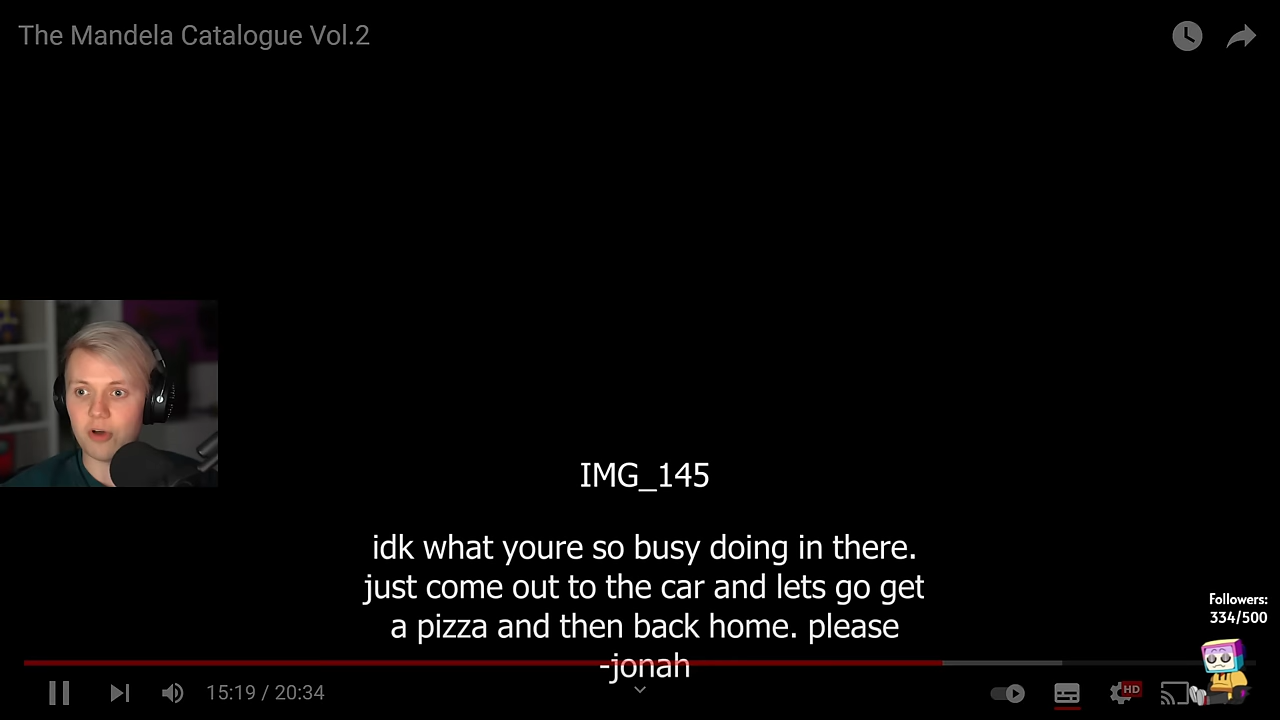 The Mandela Catalogue Vol.2
IMG_145
idk what youre so busy doing in there.
just come out to the car and lets go get
a pizza and then back home. please
-jonah
Followers:
334/500
15:19 / 20:34
HD